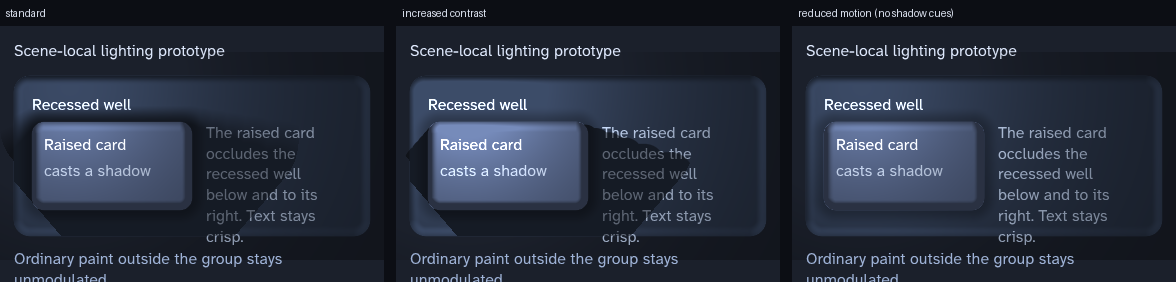 standard
Scene-local lighting prototype
Recessed well
Raised card
casts a shadow
The raised card
occludes the
recessed well
below and to its
right. Text stays
crisp.
Ordinary paint outside the group stays
unmodulated
increased contrast
Scene-local lighting prototype
Recessed well
Raised card
casts a shadow
The raised card
occludes the
recessed well
below and to its
right. Text stays
crisp.
Ordinary paint outside the group stays
unmodulated
reduced motion (no shadow cues)
Scene-local lighting prototype
Recessed well
Raised card
casts a shadow
The raised card
occludes the
recessed well
below and to its
right. Text stays
crisp.
Ordinary paint outside the group stays
unmodulated